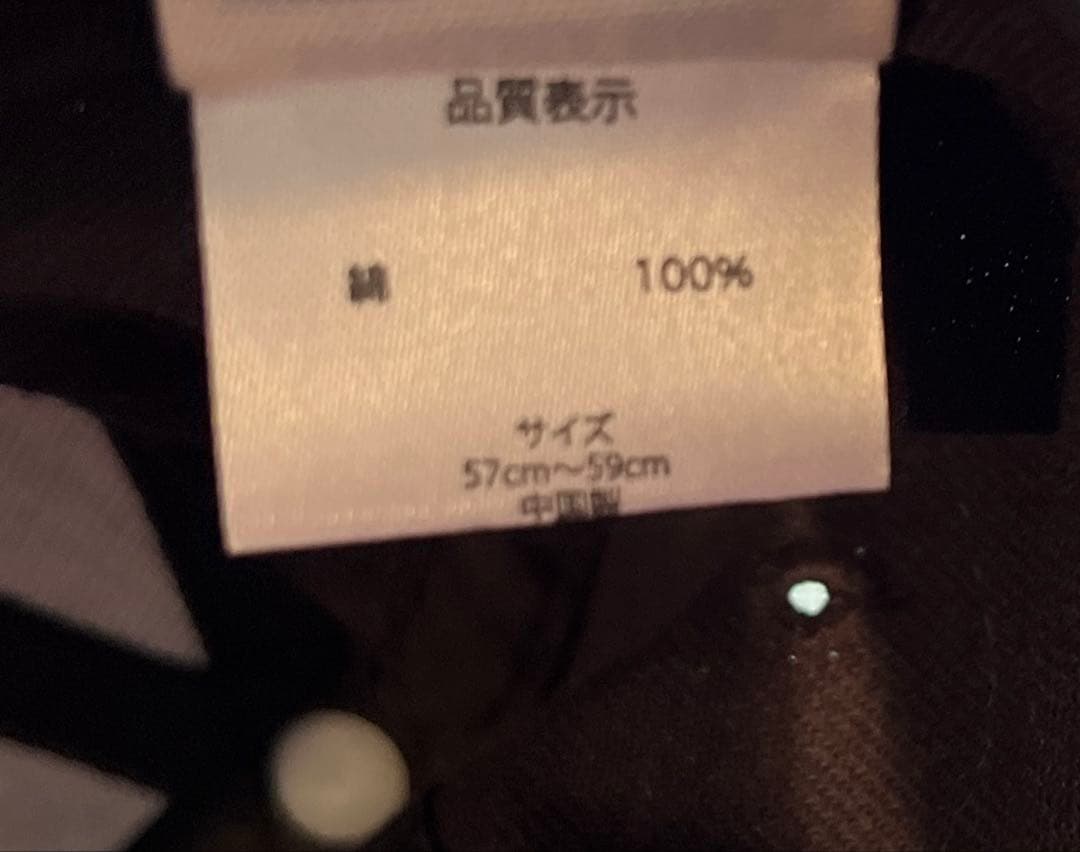 品質表示
綿 100%
サイズ
57cm～59cm
中国製